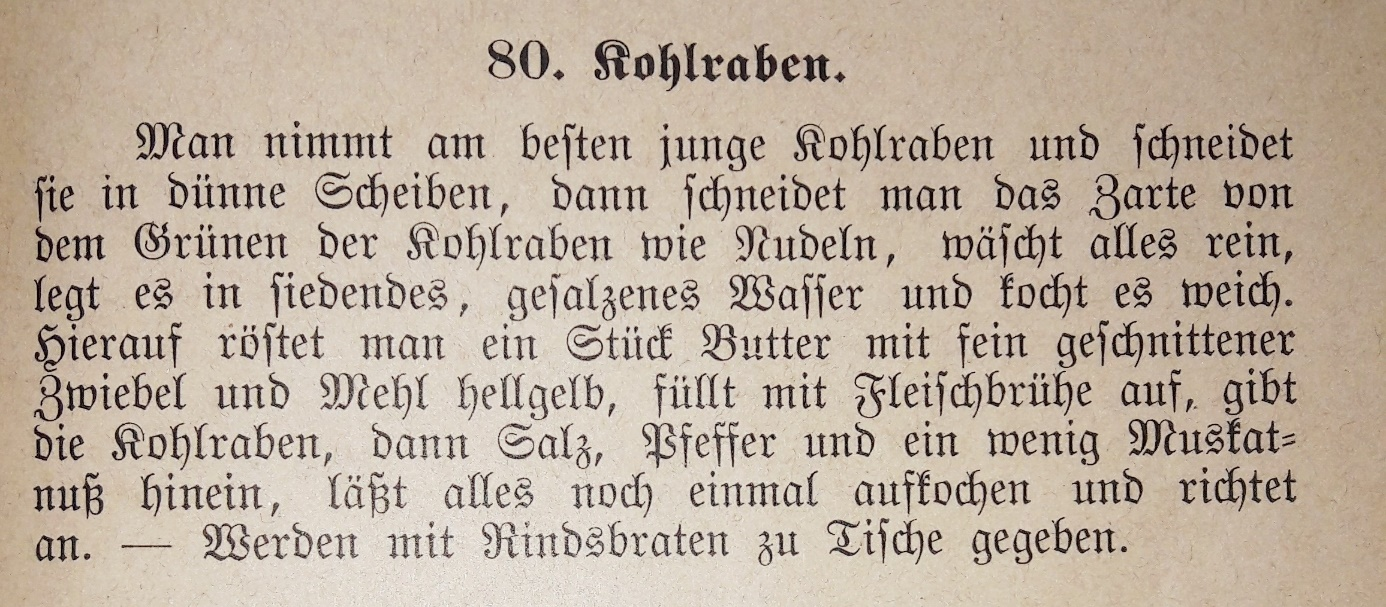 80. Kohlraben.
Man nimmt am besten junge Kohlraben und schneidet
sie in dünne Scheiben, dann schneidet man das Zarte von
dem Grünen der Kohlraben wie Nudeln, wäscht alles rein,
legt es in siedendes, gesalzenes Wasser und kocht es weich.
Hierauf röstet man ein Stück Butter mit fein geschnittener
Zwiebel und Mehl hellgelb, füllt mit Fleischbrühe auf, gibt
die Kohlraben, dann Salz, Pfeffer und ein wenig Muskat-
nuß hinein, läßt alles noch einmal aufkochen und richtet
an. — Werden mit Rindsbraten zu Tische gegeben.